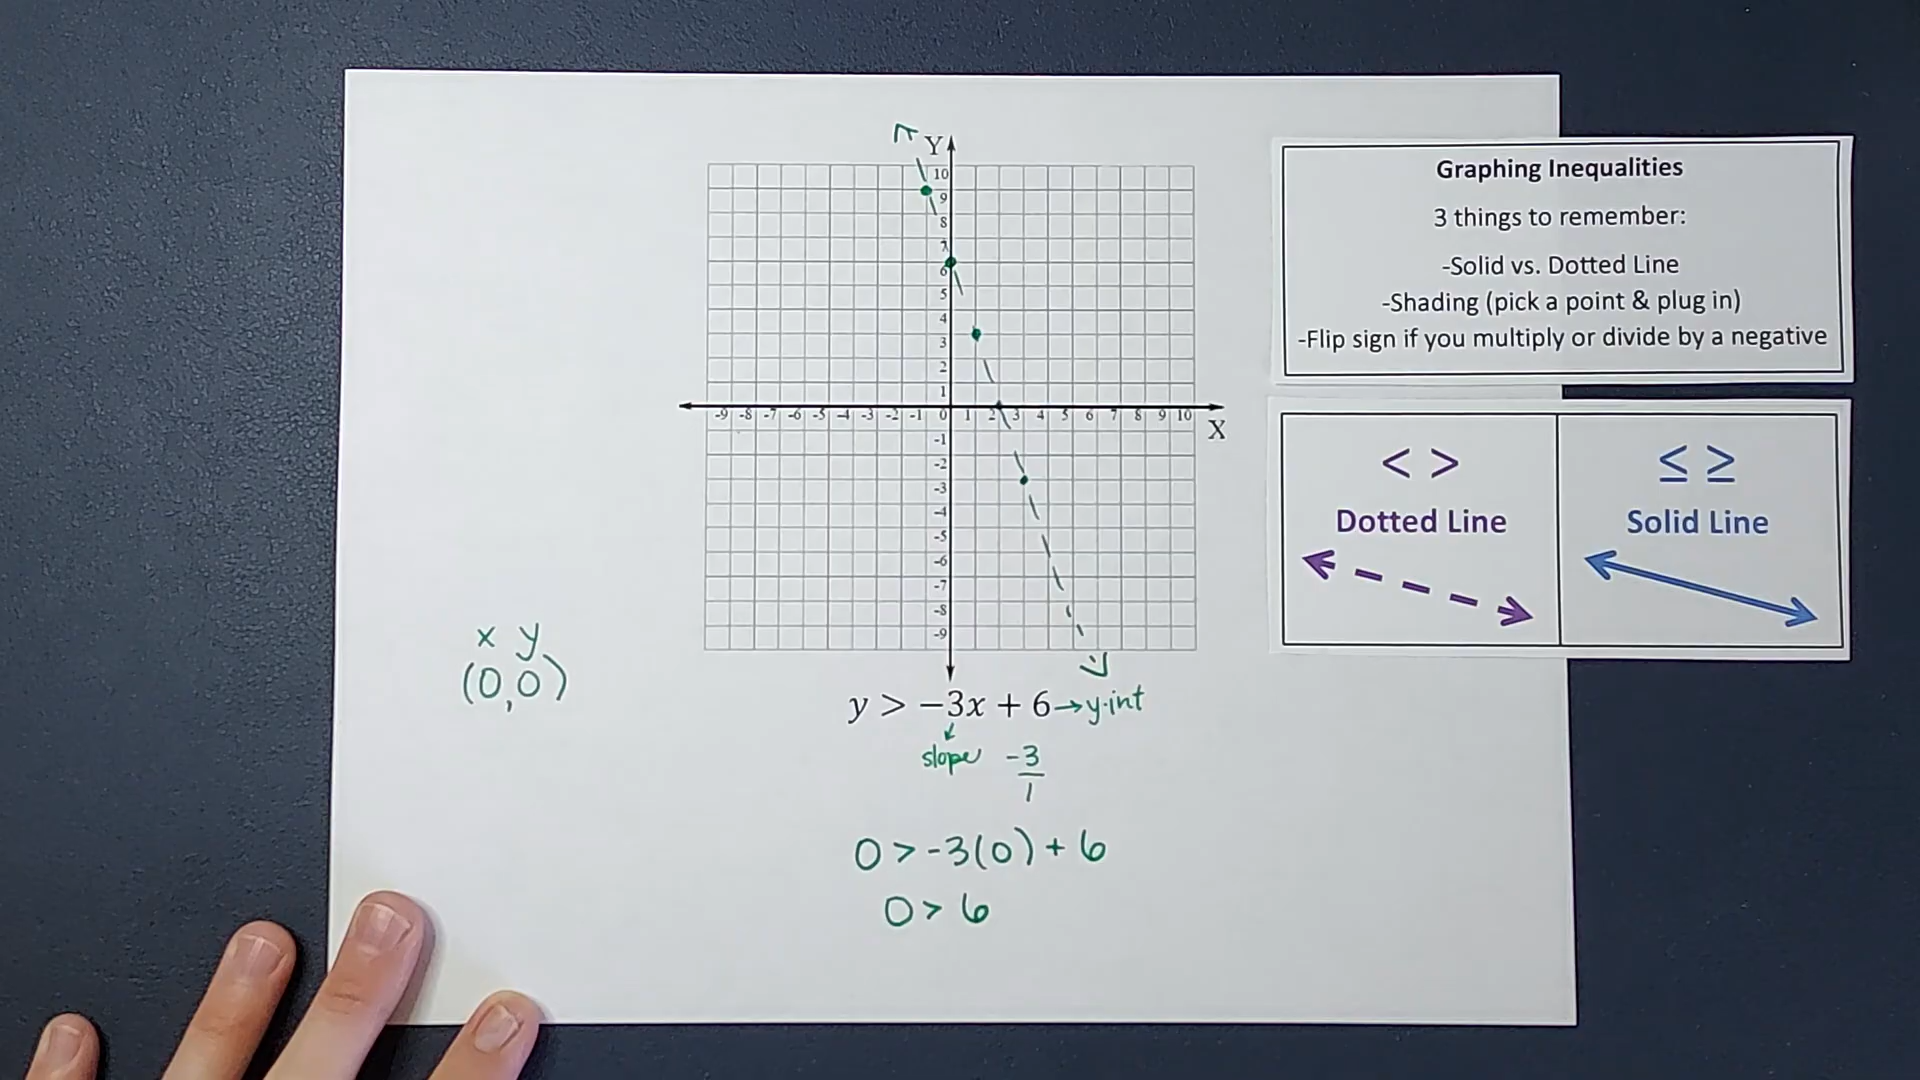 Y
10
9
8
7
6
5
4
3
2
1
-9 -8 -7 -6 -5 -4 -3 -2 -1 0 1 2 3 4 5 6 7 8 9 10
X
-1
-2
-3
-4
-5
-6
-7
-8
-9
y > −3x + 6 → y-int
slope -3/1
0 > -3(0) + 6
0 > 6
x y
(0,0)
Graphing Inequalities
3 things to remember:
-Solid vs. Dotted Line
-Shading (pick a point & plug in)
-Flip sign if you multiply or divide by a negative
< >
Dotted Line
≤ ≥
Solid Line